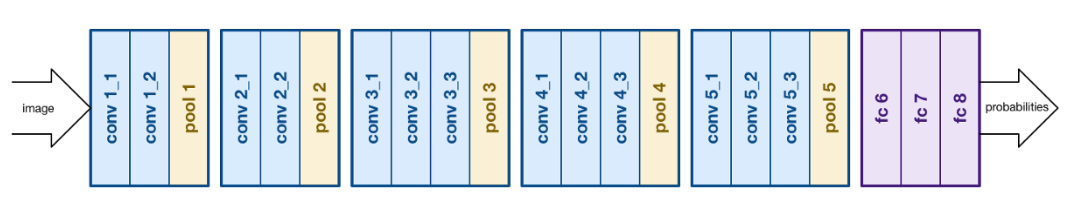 image
conv 1_1
conv 1_2
pool 1
conv 2_1
conv 2_2
pool 2
conv 3_1
conv 3_2
conv 3_3
pool 3
conv 4_1
conv 4_2
conv 4_3
pool 4
conv 5_1
conv 5_2
conv 5_3
pool 5
fc 6
fc 7
fc 8
probabilities